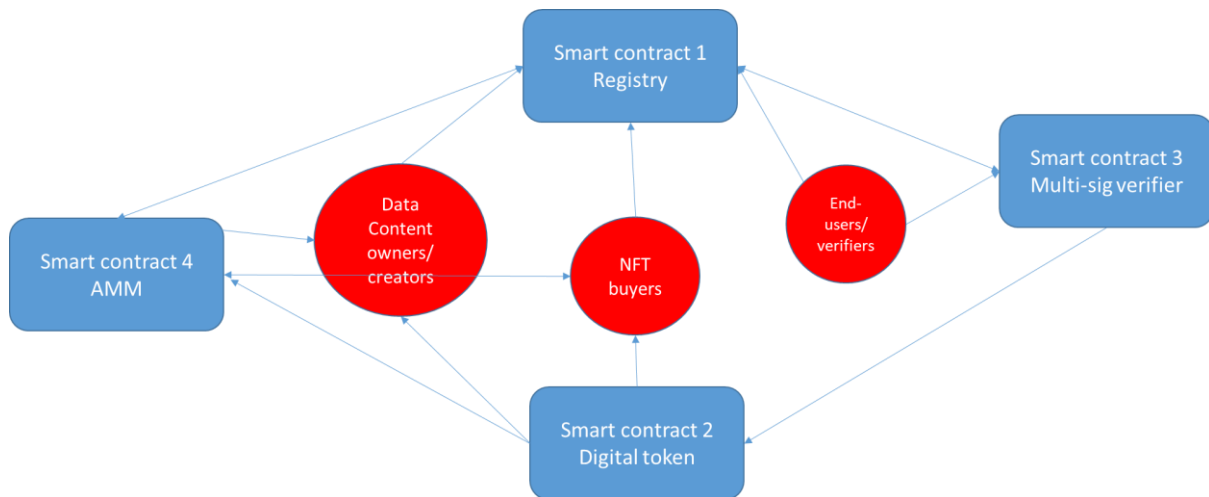 Smart contract 1
Registry
Smart contract 3
Multi-sig verifier
End-
users/
verifiers
Data
Content
owners/
creators
Smart contract 4
AMM
NFT
buyers
Smart contract 2
Digital token